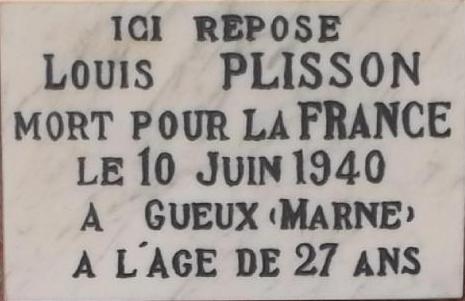 ICI REPOSE
LOUIS PLISSON
MORT POUR LA FRANCE
LE 10 JUIN 1940
A GUEUX (MARNE)
A L'AGE DE 27 ANS